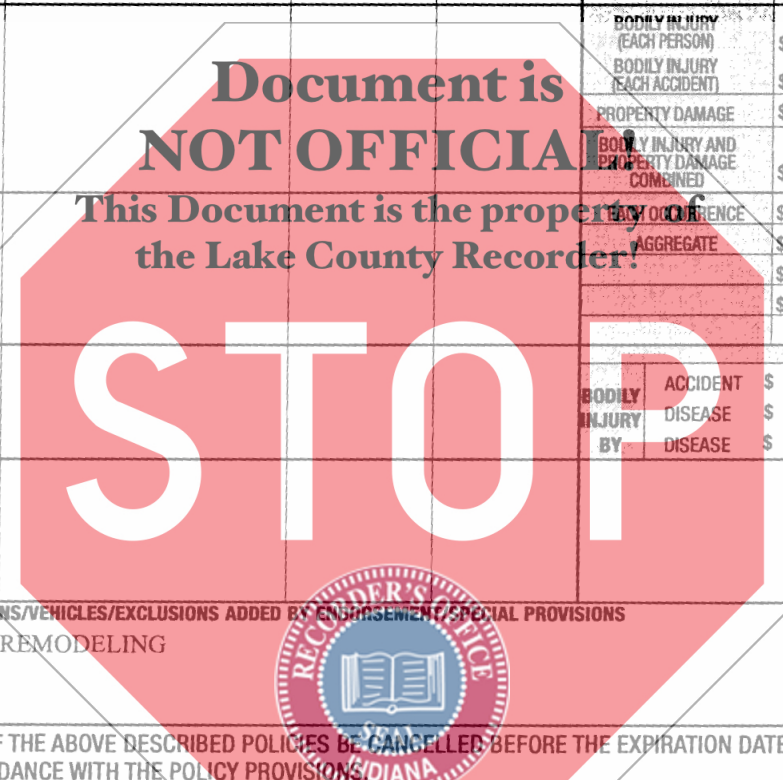 BODILY INJURY
(EACH PERSON)
$
BODILY INJURY
(EACH ACCIDENT)
$
PROPERTY DAMAGE
$
BODILY INJURY AND
PROPERTY DAMAGE
COMBINED
$
EACH OCCURRENCE
$
AGGREGATE
$
$
$
Document is
NOT OFFICIAL!
This Document is the property of
the Lake County Recorder!
STOP
BODILY
INJURY
BY
ACCIDENT $
DISEASE $
DISEASE $
NS/VEHICLES/EXCLUSIONS ADDED BY ENDORSEMENT/SPECIAL PROVISIONS
REMODELING
RECORDER'S OFFICE
SEAL
INDIANA
F THE ABOVE DESCRIBED POLICIES BE CANCELLED BEFORE THE EXPIRATION DATE
DANCE WITH THE POLICY PROVISIONS.